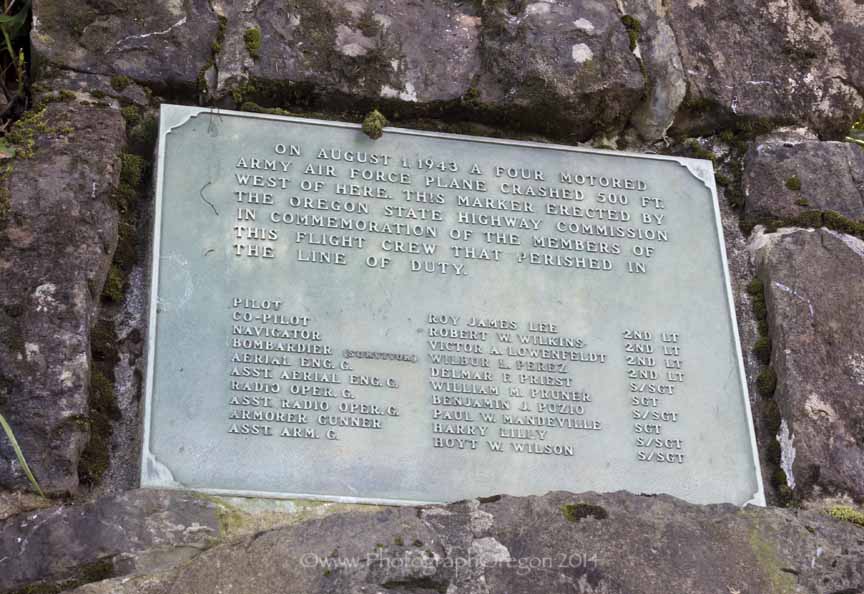 ON AUGUST 1, 1943 A FOUR MOTORED
ARMY AIR FORCE PLANE CRASHED 500 FT.
WEST OF HERE. THIS MARKER ERECTED BY
THE OREGON STATE HIGHWAY COMMISSION
IN COMMEMORATION OF THE MEMBERS OF
THIS FLIGHT CREW THAT PERISHED IN
THE LINE OF DUTY.
PILOT ROY JAMES LEE 2ND LT
CO-PILOT ROBERT W. WILKINS 2ND LT
NAVIGATOR VICTOR A. LOWENFELDT 2ND LT
BOMBARDIER (SURVIVOR) WILBUR L. PEREZ 2ND LT
AERIAL ENG. G. DELMAR F. PRIEST S/SGT
ASST. AERIAL ENG. G. WILLIAM M. PRUNER SGT
RADIO OPER. G. BENJAMIN J. PUZIO S/SGT
ASST. RADIO OPER. G. PAUL W. MANDEVILLE SGT
ARMORER GUNNER HARRY LILLY S/SGT
ASST. ARM. G. HOYT W. WILSON S/SGT
©www.PhotographOregon 2014